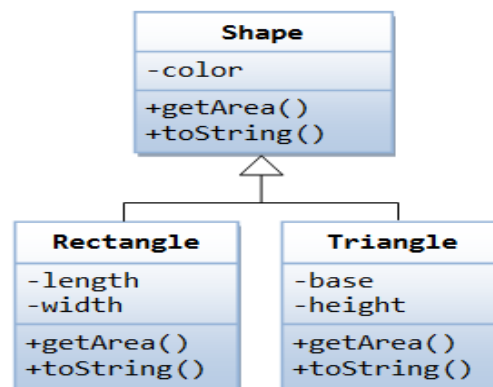 Shape
-color
+getArea()
+toString()
Rectangle
-length
-width
+getArea()
+toString()
Triangle
-base
-height
+getArea()
+toString()